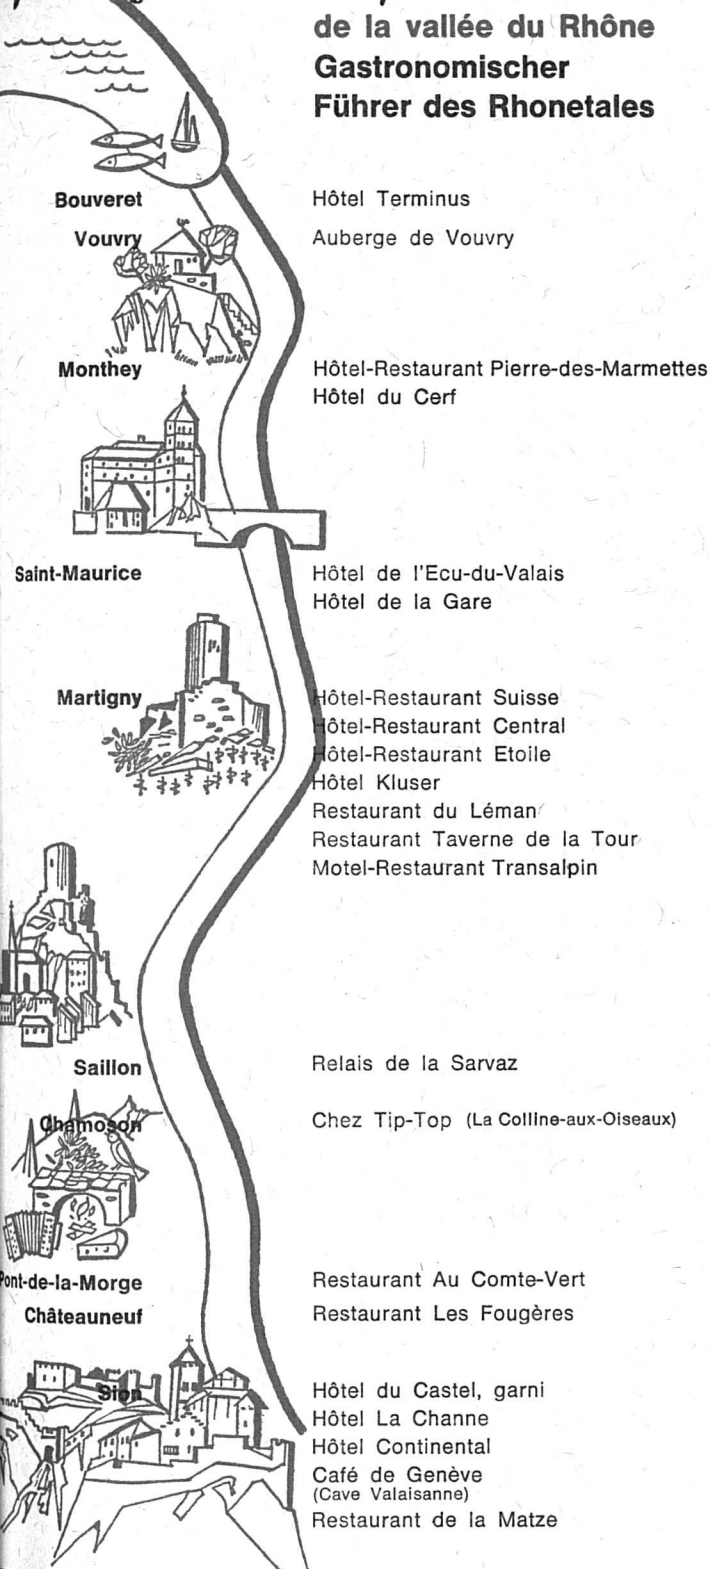 de la vallée du Rhône
Gastronomischer
Führer des Rhonetales
Bouveret Hôtel Terminus
Vouvry Auberge de Vouvry
Monthey Hôtel-Restaurant Pierre-des-Marmettes
Hôtel du Cerf
Saint-Maurice Hôtel de l'Ecu-du-Valais
Hôtel de la Gare
Martigny Hôtel-Restaurant Suisse
Hôtel-Restaurant Central
Hôtel-Restaurant Etoile
Hôtel Kluser
Restaurant du Léman
Restaurant Taverne de la Tour
Motel-Restaurant Transalpin
Saillon Relais de la Sarvaz
Chamoson Chez Tip-Top (La Colline-aux-Oiseaux)
Pont-de-la-Morge Restaurant Au Comte-Vert
Châteauneuf Restaurant Les Fougères
Sion Hôtel du Castel, garni
Hôtel La Channe
Hôtel Continental
Café de Genève
(Cave Valaisanne)
Restaurant de la Matze